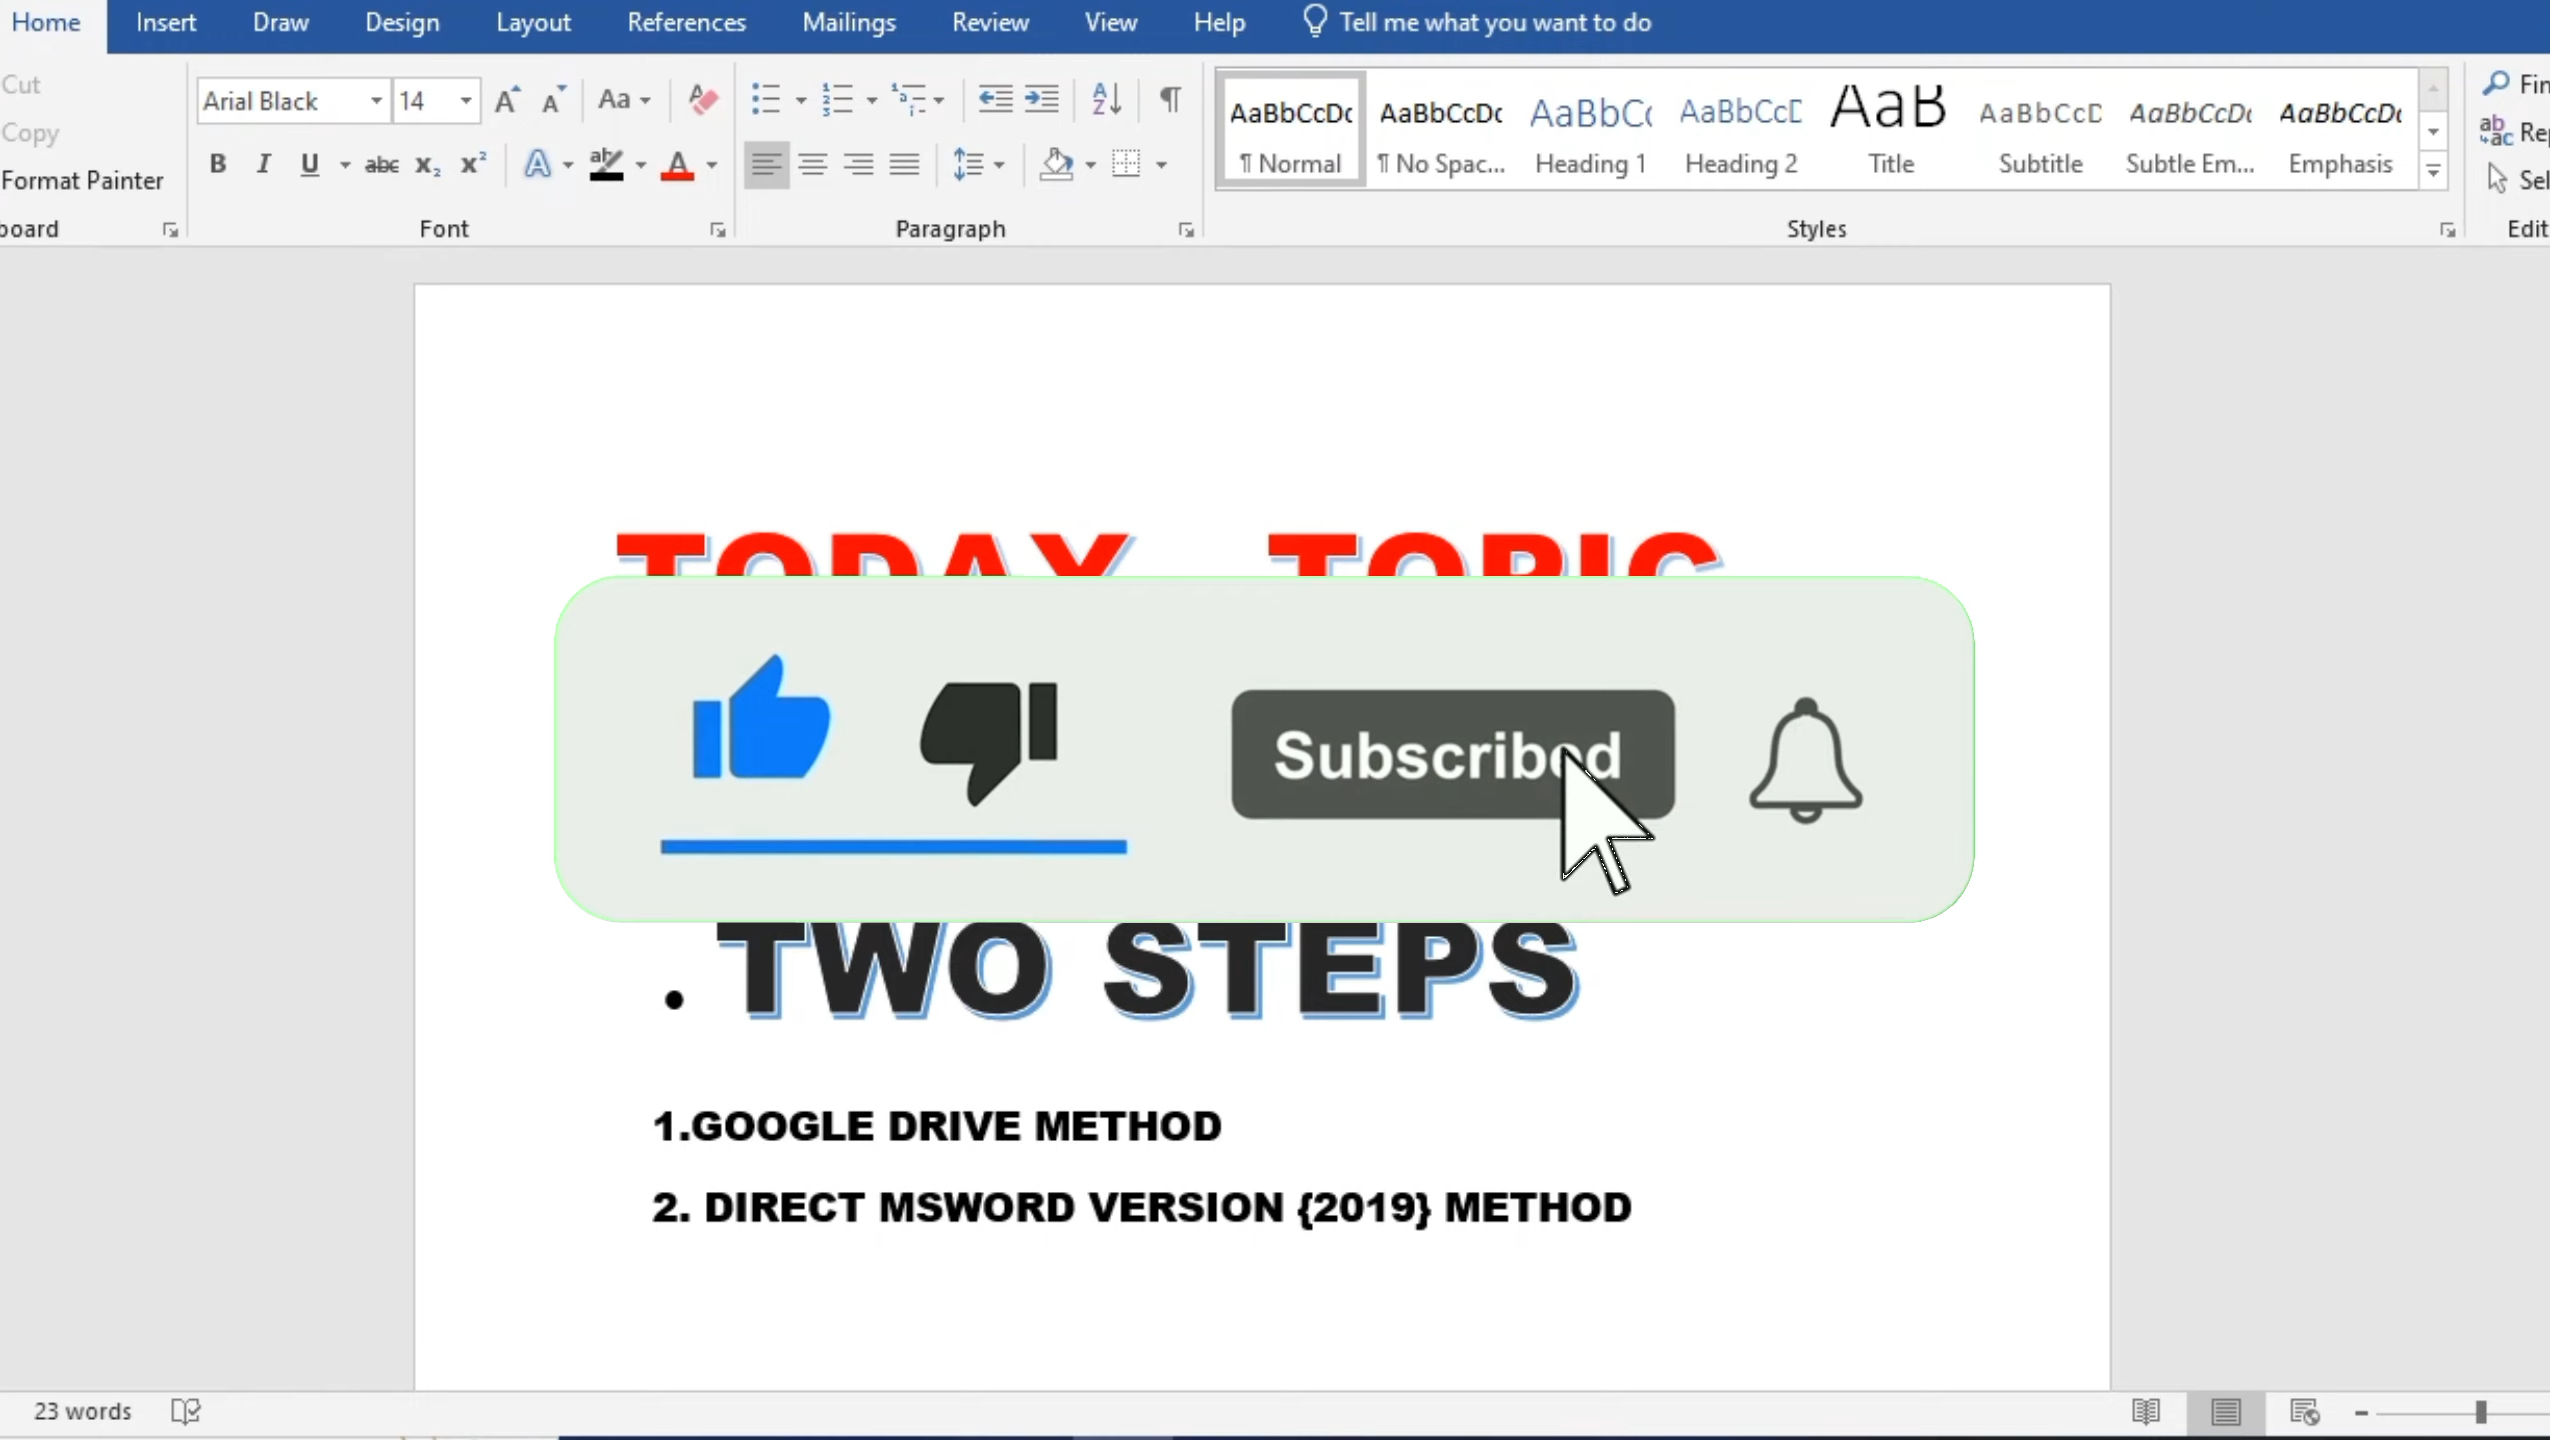 Home Insert Draw Design Layout References Mailings Review View Help Tell me what you want to do
Cut
Copy
Format Painter
Arial Black 14
AaBbCcDc AaBbCcDc AaBbCc AaBbCcD AaB AaBbCcD AaBbCcDc AaBbCcDc
¶ Normal ¶ No Spac... Heading 1 Heading 2 Title Subtitle Subtle Em... Emphasis
Font Paragraph Styles
TODAY TOPIC
Subscribed
• TWO STEPS
1.GOOGLE DRIVE METHOD
2. DIRECT MSWORD VERSION {2019} METHOD
23 words